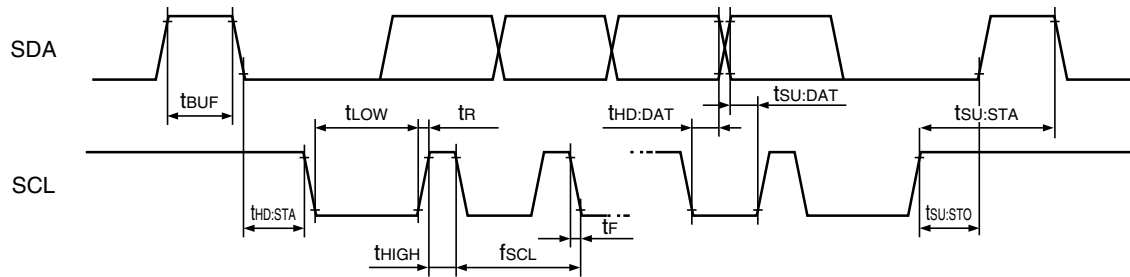 SDA
tBUF
tLOW
tR
tHD:DAT
tSU:DAT
tSU:STA
SCL
tHD:STA
tHIGH
fSCL
tF
tSU:STO